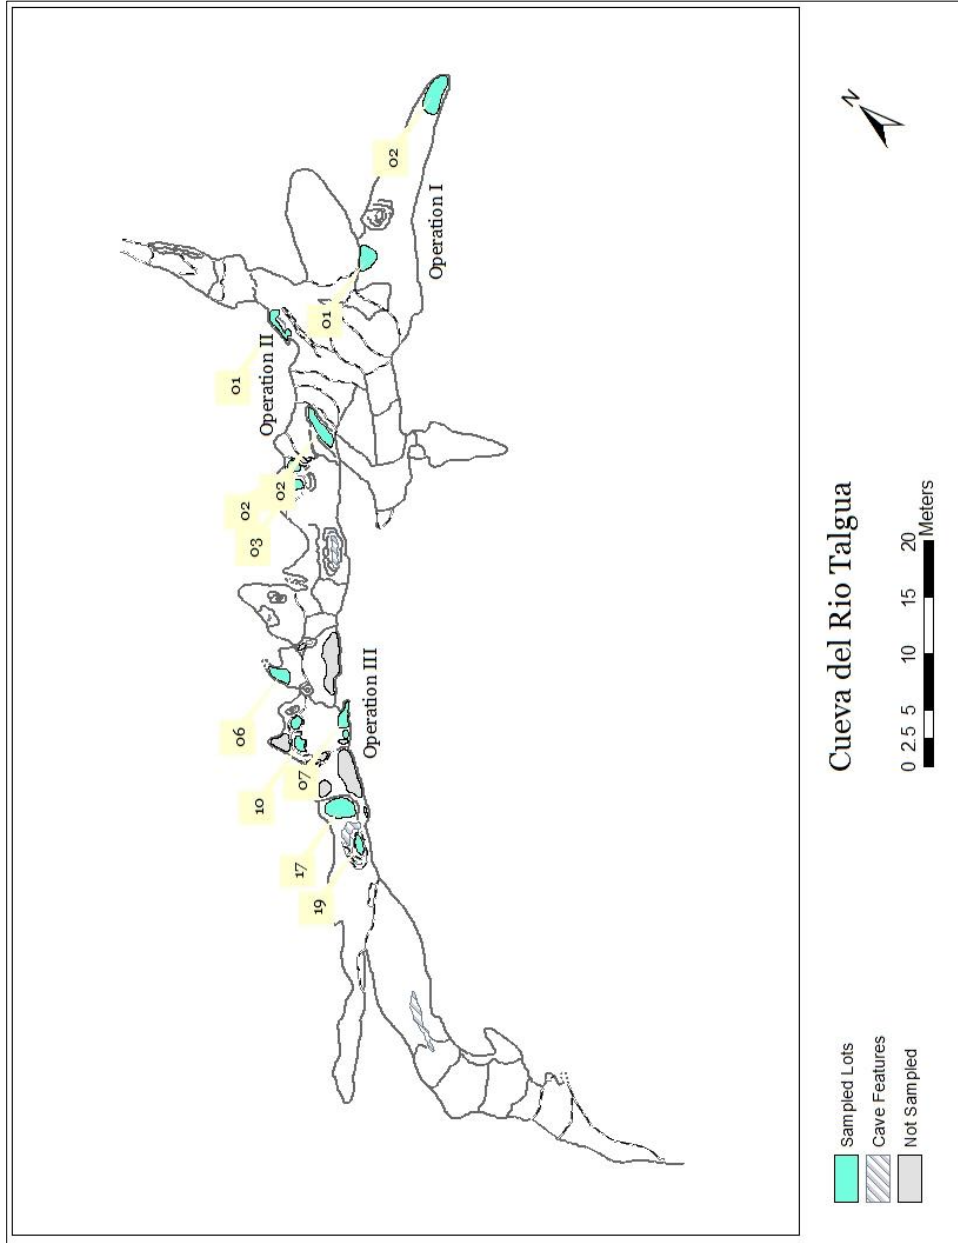 06
03
02
01
10
02
Operation II
17
07
19
01
Operation III
02
Operation I
Sampled Lots
Cave Features
Not Sampled
Cueva del Rio Talgua
0 2.5 5 10 15 20
Meters
N